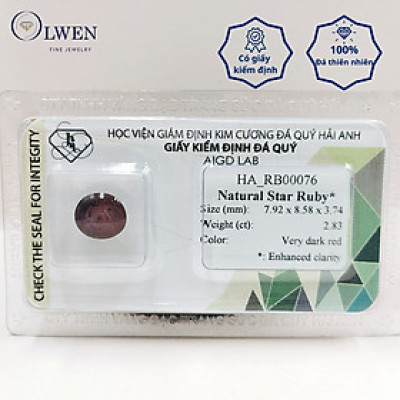 OLWEN
FINE JEWELRY
Có giấy
kiểm định
100%
Đá thiên nhiên
CHECK THE SEAL FOR INTEGRITY
HỌC VIỆN GIÁM ĐỊNH KIM CƯƠNG ĐÁ QUÝ HẢI ANH
GIẤY KIỂM ĐỊNH ĐÁ QUÝ
AIGD LAB
HA_RB00076
Natural Star Ruby*
Size (mm): 7.92 x 8.58 x 3.74
Weight (ct): 2.83
Color: Very dark red
*: Enhanced clarity